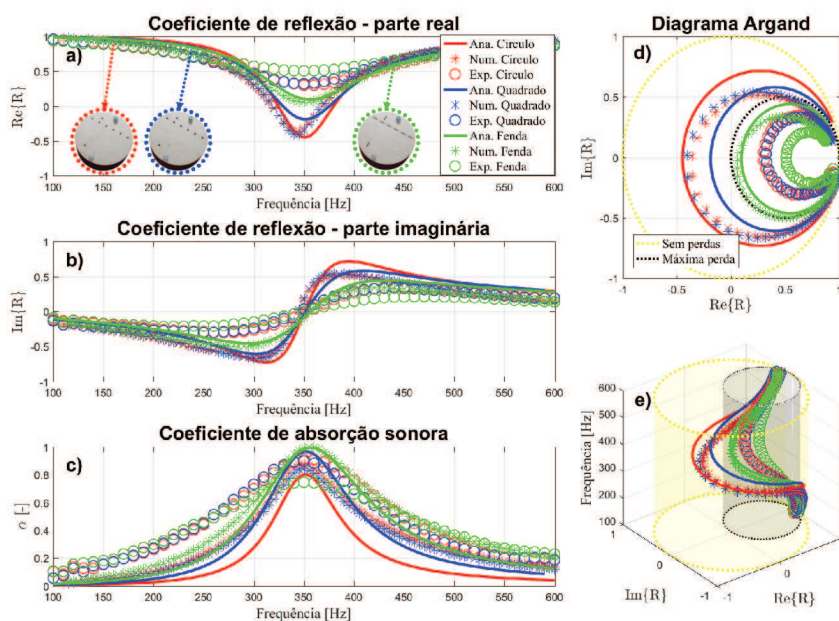 Coeficiente de reflexão - parte real
a)
Re{R}
1
0.5
0
-0.5
-1
100 150 200 250 300 350 400 450 500 550 600
Frequência [Hz]
Ana. Circulo
Num. Circulo
Exp. Circulo
Ana. Quadrado
Num. Quadrado
Exp. Quadrado
Ana. Fenda
Num. Fenda
Exp. Fenda
Coeficiente de reflexão - parte imaginária
b)
Im{R}
1
0.5
0
-0.5
-1
100 150 200 250 300 350 400 450 500 550 600
Frequência [Hz]
Coeficiente de absorção sonora
c)
α [-]
1
0.8
0.6
0.4
0.2
0
100 150 200 250 300 350 400 450 500 550 600
Frequência [Hz]
Diagrama Argand
d)
Im{R}
1
0.5
0
-0.5
-1
Sem perdas
Máxima perda
-1 -0.5 0 0.5 1
Re{R}
e)
Frequência [Hz]
600
500
400
300
200
100
1
0
-1
Im{R}
-1
0
Re{R}